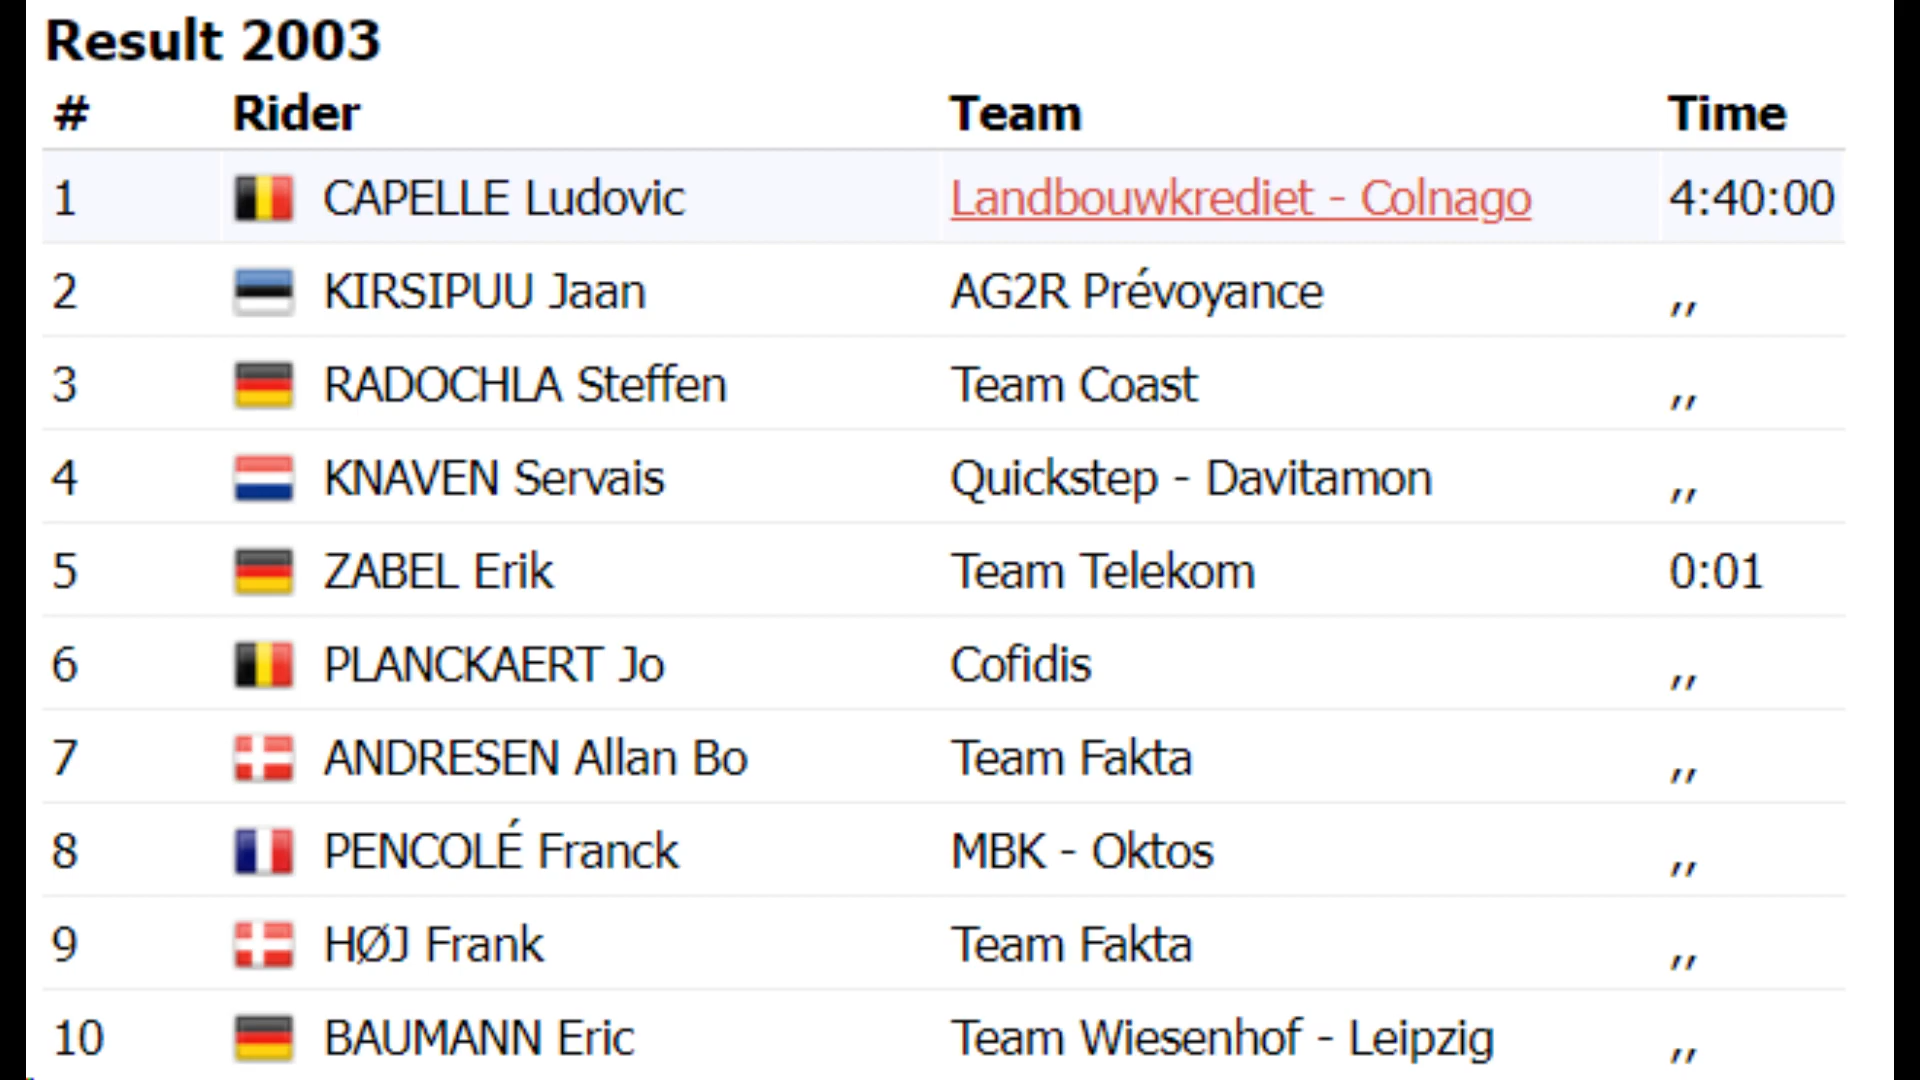 Result 2003
# Rider Team Time
1 CAPELLE Ludovic Landbouwkrediet - Colnago 4:40:00
2 KIRSIPUU Jaan AG2R Prévoyance ,,
3 RADOCHLA Steffen Team Coast ,,
4 KNAVEN Servais Quickstep - Davitamon ,,
5 ZABEL Erik Team Telekom 0:01
6 PLANCKAERT Jo Cofidis ,,
7 ANDRESEN Allan Bo Team Fakta ,,
8 PENCOLÉ Franck MBK - Oktos ,,
9 HØJ Frank Team Fakta ,,
10 BAUMANN Eric Team Wiesenhof - Leipzig ,,